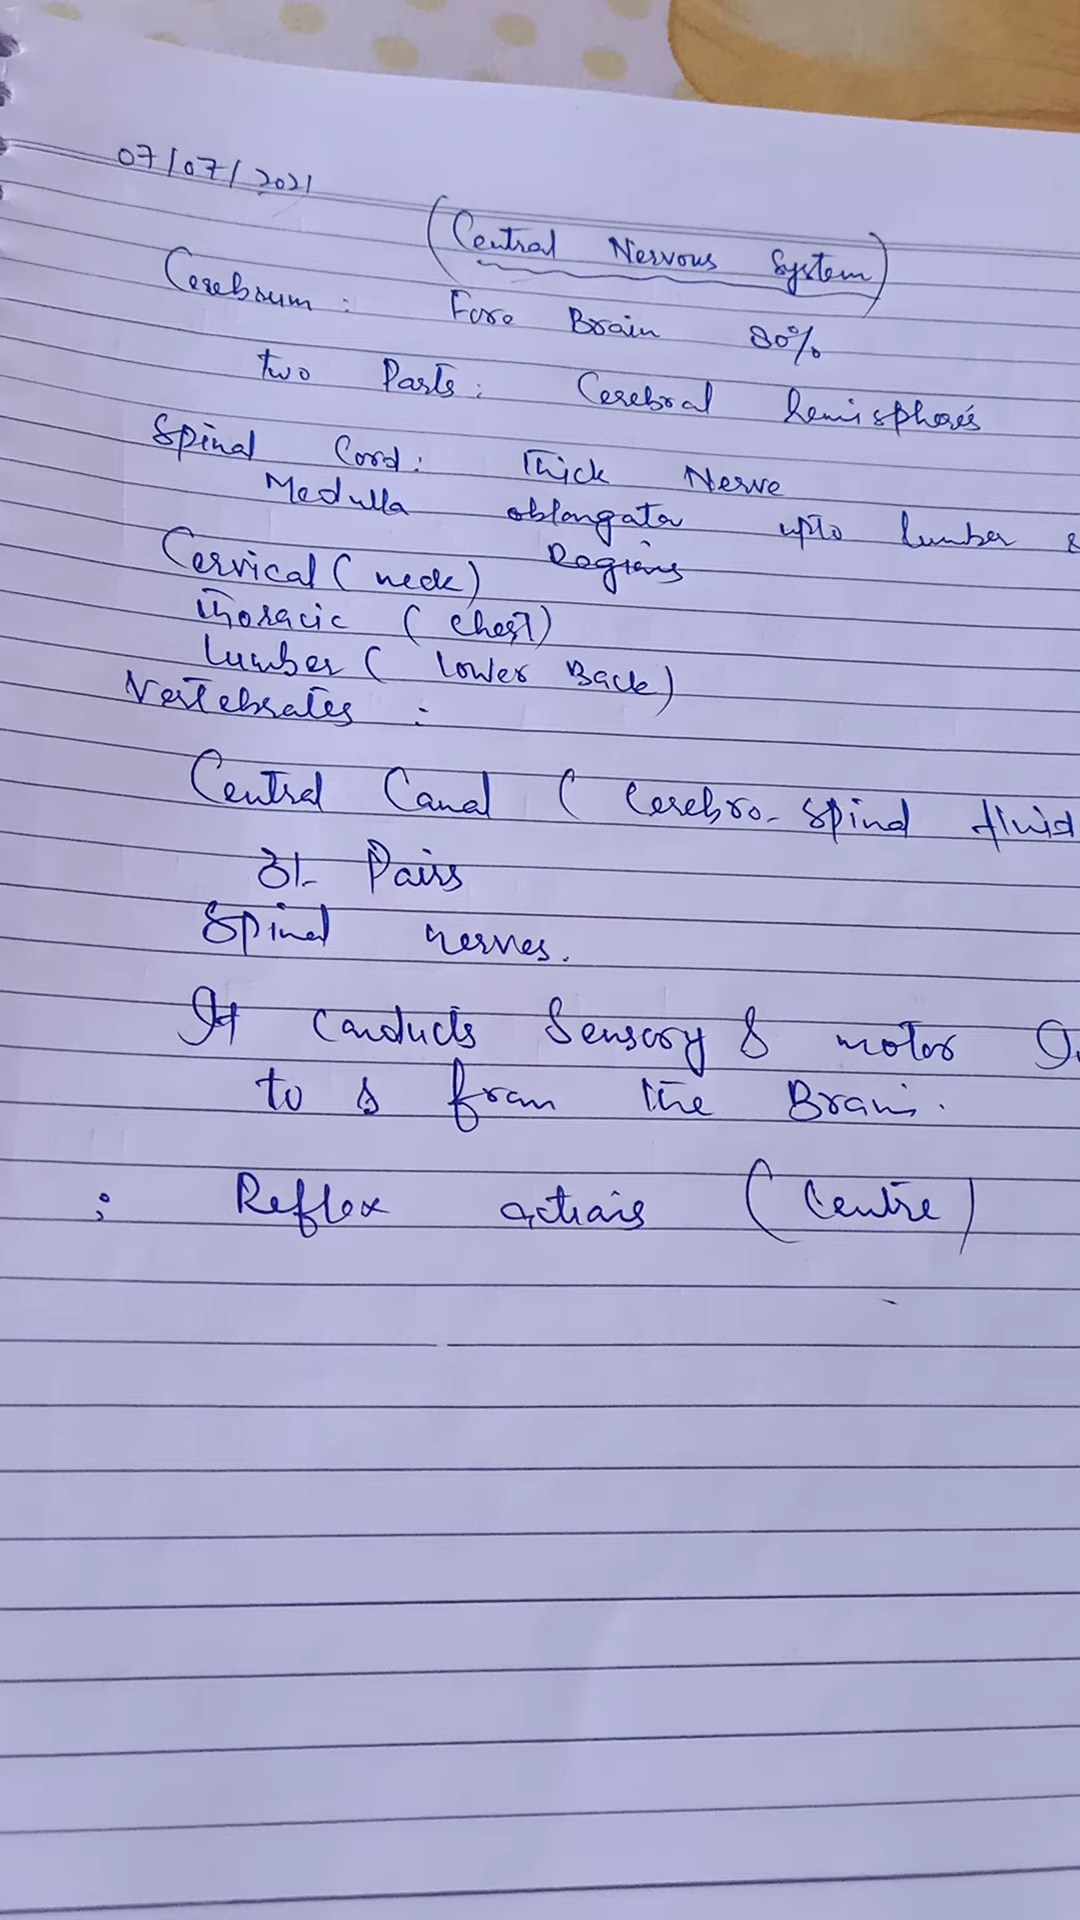 07/07/2021
(Central Nervous System)
Cerebrum : Fore Brain 80%
two Parts : Cerebral hemispheres
Spinal Cord : Thick Nerve
Medulla oblongata upto lumber &
Regions
Cervical ( neck )
Thoracic ( Chest )
Lumber ( Lower Back )
Vertebrates :
Central Canal ( Cerebro-spinal fluid
31- Pairs
Spinal nerves.
It conducts Sensory & motor
to & from the Brain.
: Reflex actions ( Centre )